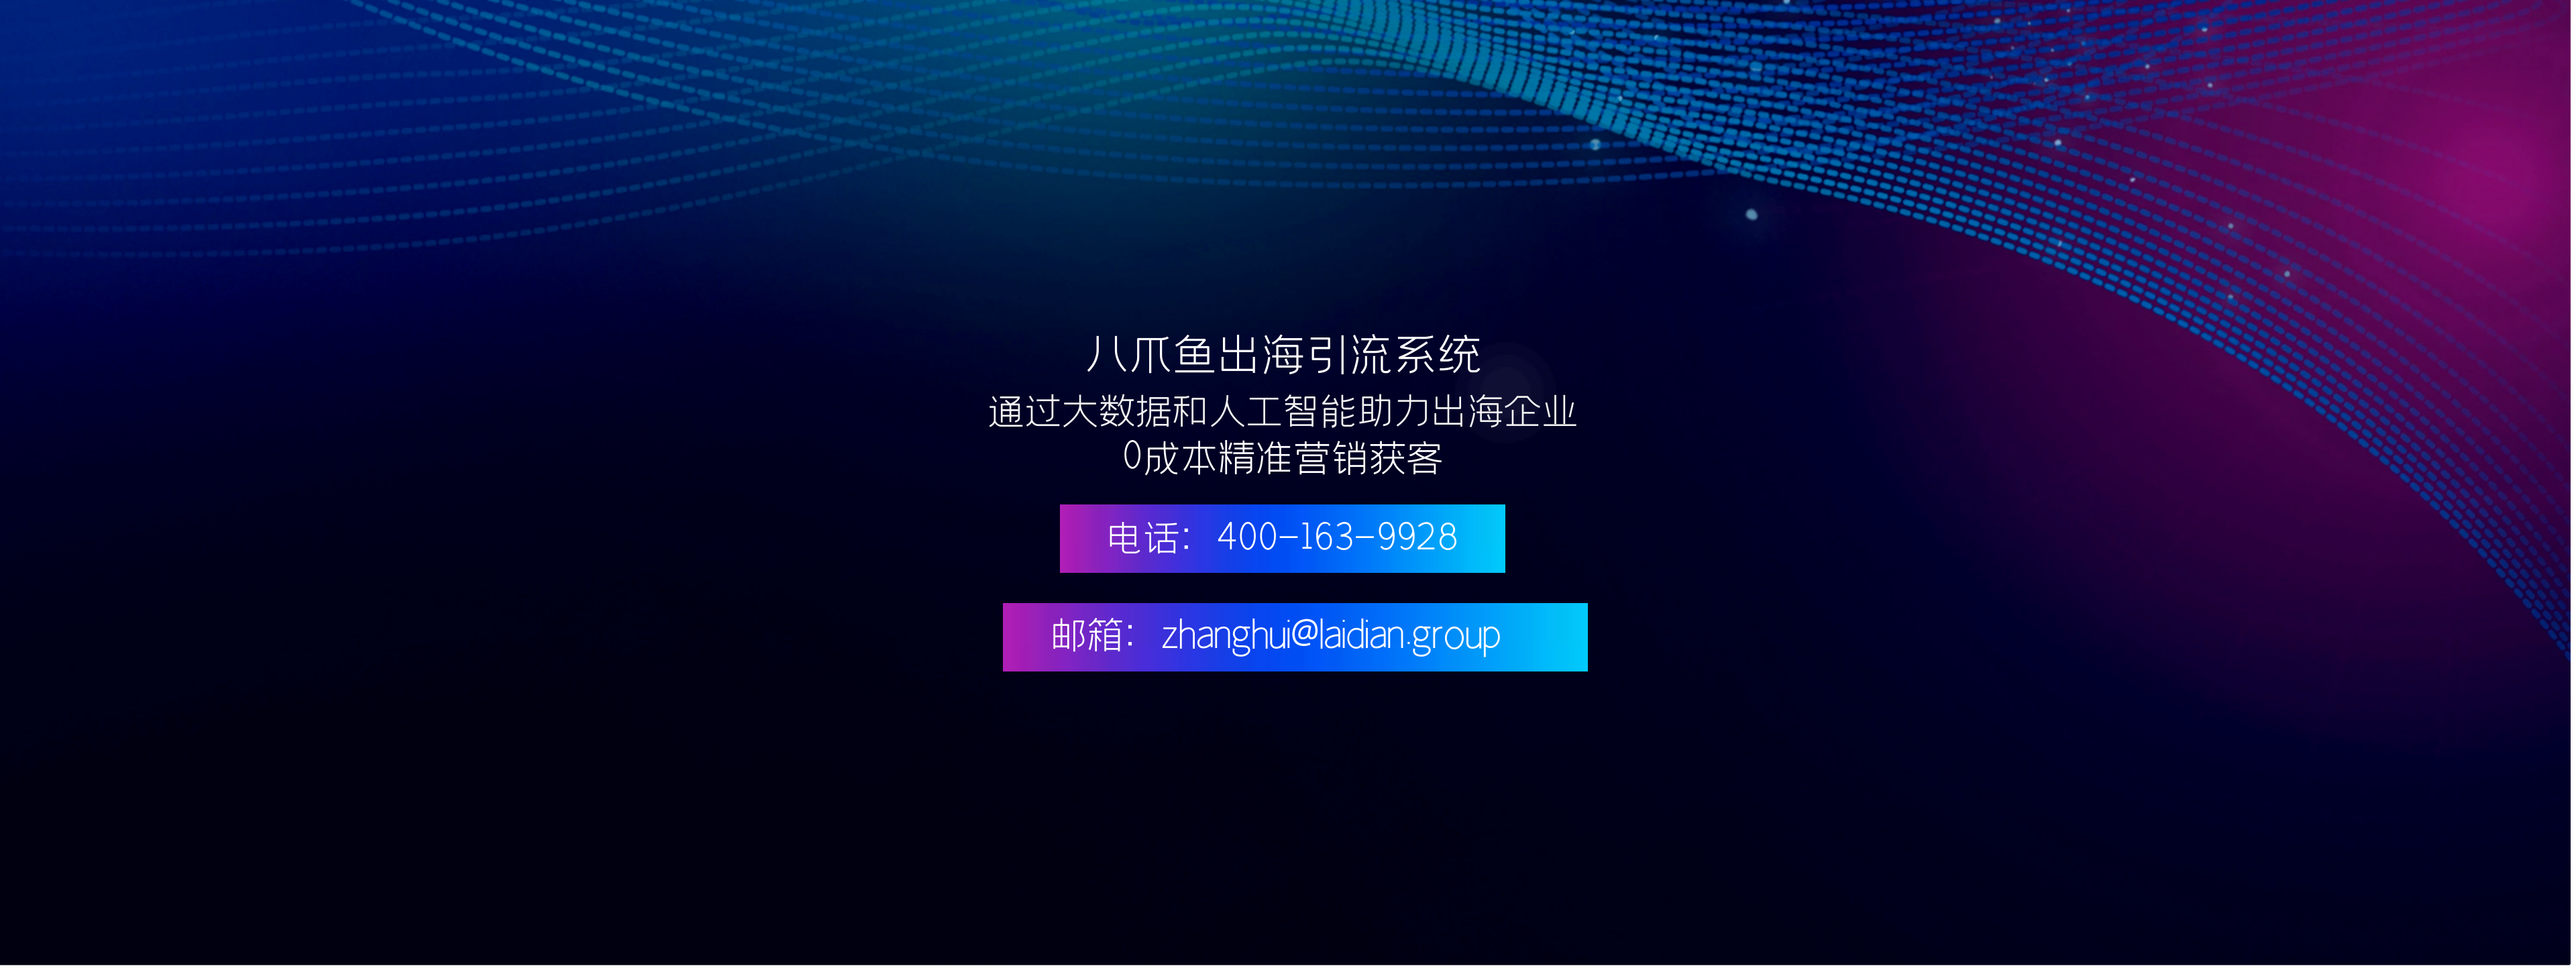 八爪鱼出海引流系统
通过大数据和人工智能助力出海企业
0成本精准营销获客
电话：400-163-9928
邮箱：zhanghui@laidian.group